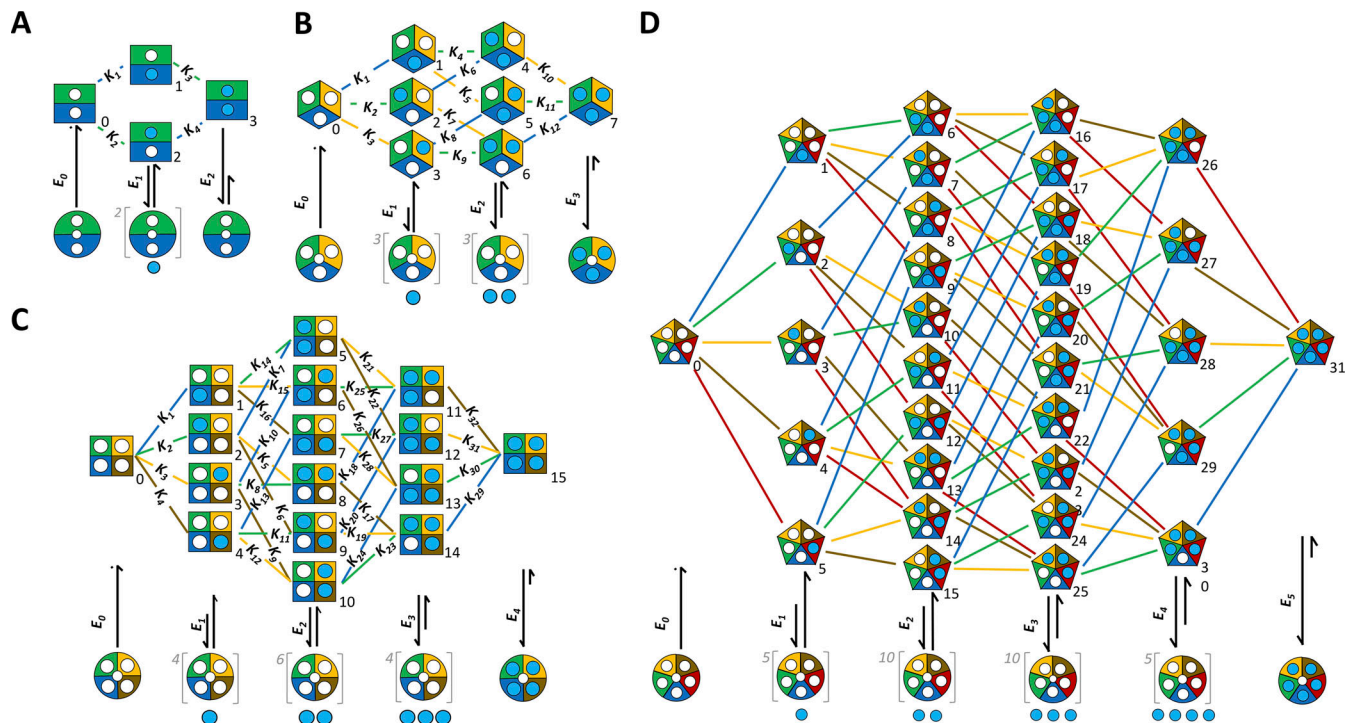 A
K1
K3
0
1
K2
K4
2
3
E0
E1
E2
2
B
K1
K4
K10
1
4
K6
K2
K5
K11
0
2
K7
5
7
K3
K8
K12
K9
3
6
E0
E1
E2
E3
3
3
C
K14
K7
5
K21
K1
K15
K25
K22
K32
1
K16
6
K26
11
K2
K10
K27
K31
0
2
K5
7
12
15
K3
K8
K18
K28
K30
3
K13
8
13
K4
K6
K20
K17
K29
K11
K19
4
K12
K9
9
K24
K23
14
10
E0
E1
E2
E3
E4
4
6
4
D
6
16
1
7
17
26
2
8
18
27
9
19
0
3
10
20
28
31
11
21
4
12
22
29
13
2
3
5
14
24
3
0
15
25
E0
E1
E2
E3
E4
E5
5
10
10
5